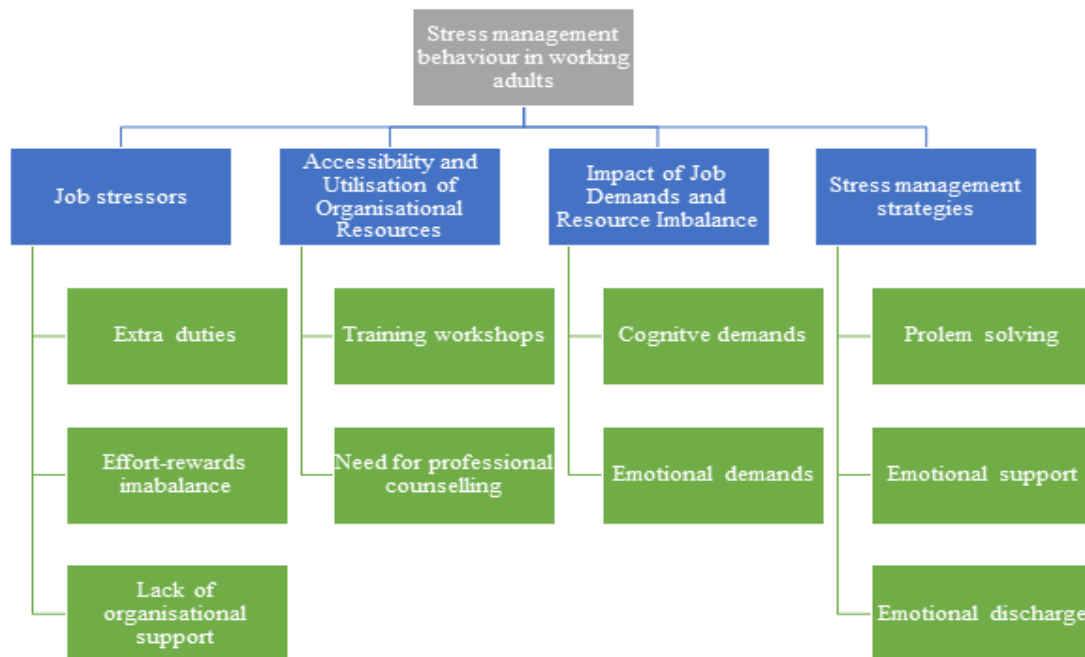 Stress management
behaviour in working
adults
Job stressors
Accessibility and
Utilisation of
Organisational
Resources
Impact of Job
Demands and
Resource Imbalance
Stress management
strategies
Extra duties
Training workshops
Cognitve demands
Prolem solving
Effort-rewards
imabalance
Need for professional
counselling
Emotional demands
Emotional support
Lack of
organisational
support
Emotional discharge